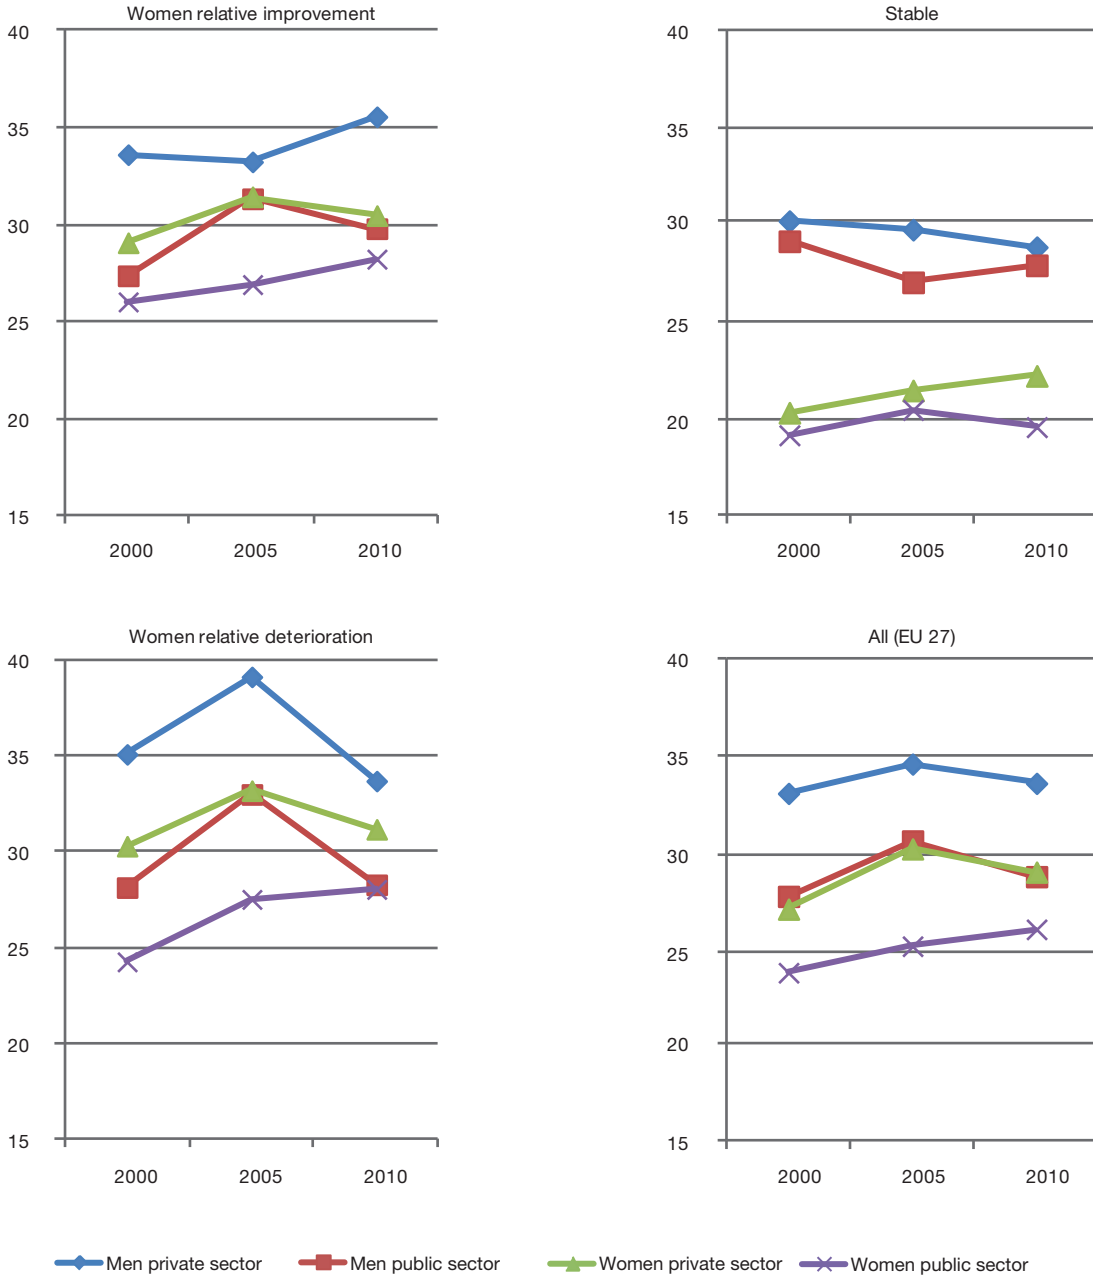 Women relative improvement
40
35
30
25
20
15
2000 2005 2010
Stable
40
35
30
25
20
15
2000 2005 2010
Women relative deterioration
40
35
30
25
20
15
2000 2005 2010
All (EU 27)
40
35
30
25
20
15
2000 2005 2010
Men private sector Men public sector Women private sector Women public sector